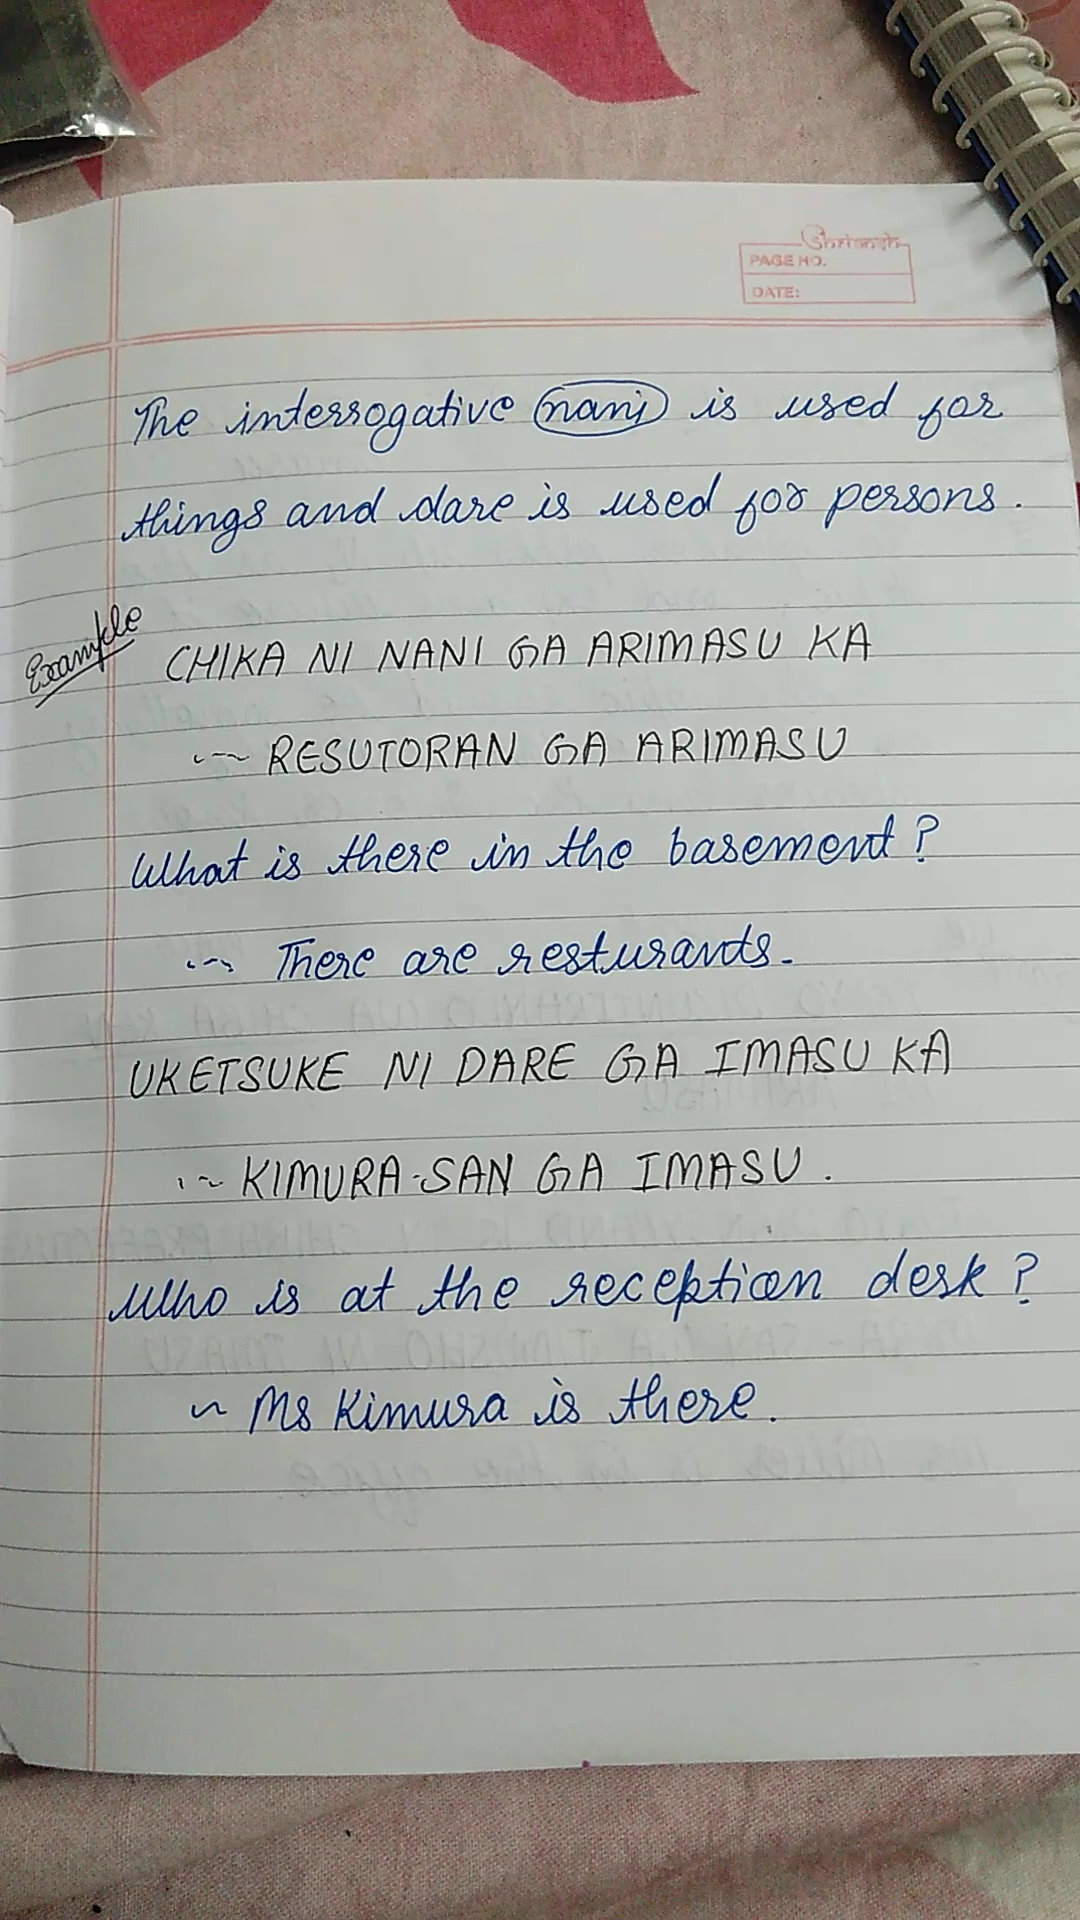 Shriansh
PAGE NO.
DATE:
The interrogative nani is used for
things and dare is used for persons.
Example
CHIKA NI NANI GA ARIMASU KA
~ RESUTORAN GA ARIMASU
What is there in the basement?
~ There are resturants.
UKETSUKE NI DARE GA IMASU KA
~ KIMURA-SAN GA IMASU.
Who is at the reception desk?
~ Ms Kimura is there.